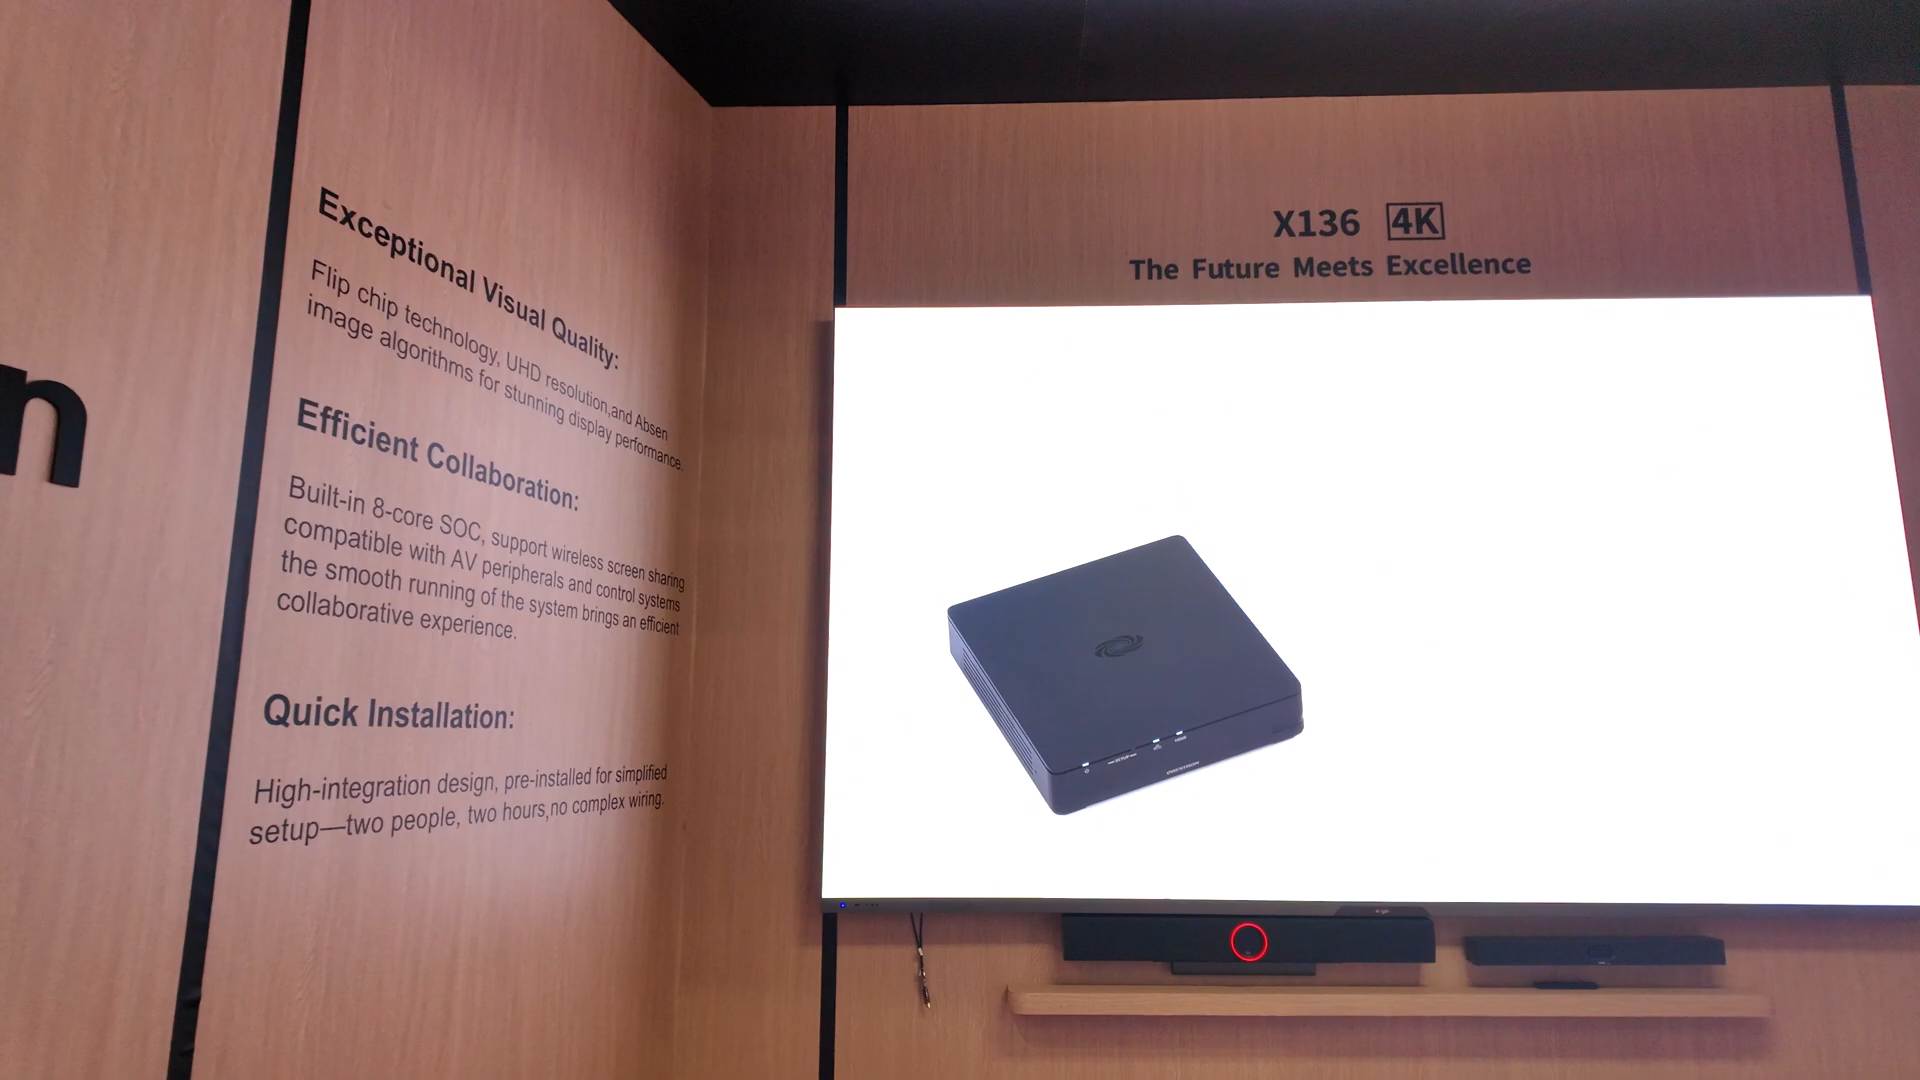 n
Exceptional Visual Quality:
Flip chip technology, UHD resolution,and Absen
image algorithms for stunning display performance.
Efficient Collaboration:
Built-in 8-core SOC, support wireless screen sharing
compatible with AV peripherals and control systems
the smooth running of the system brings an efficient
collaborative experience.
Quick Installation:
High-integration design, pre-installed for simplified
setup—two people, two hours,no complex wiring.
X136 4K
The Future Meets Excellence
SETUP
CRESTRON